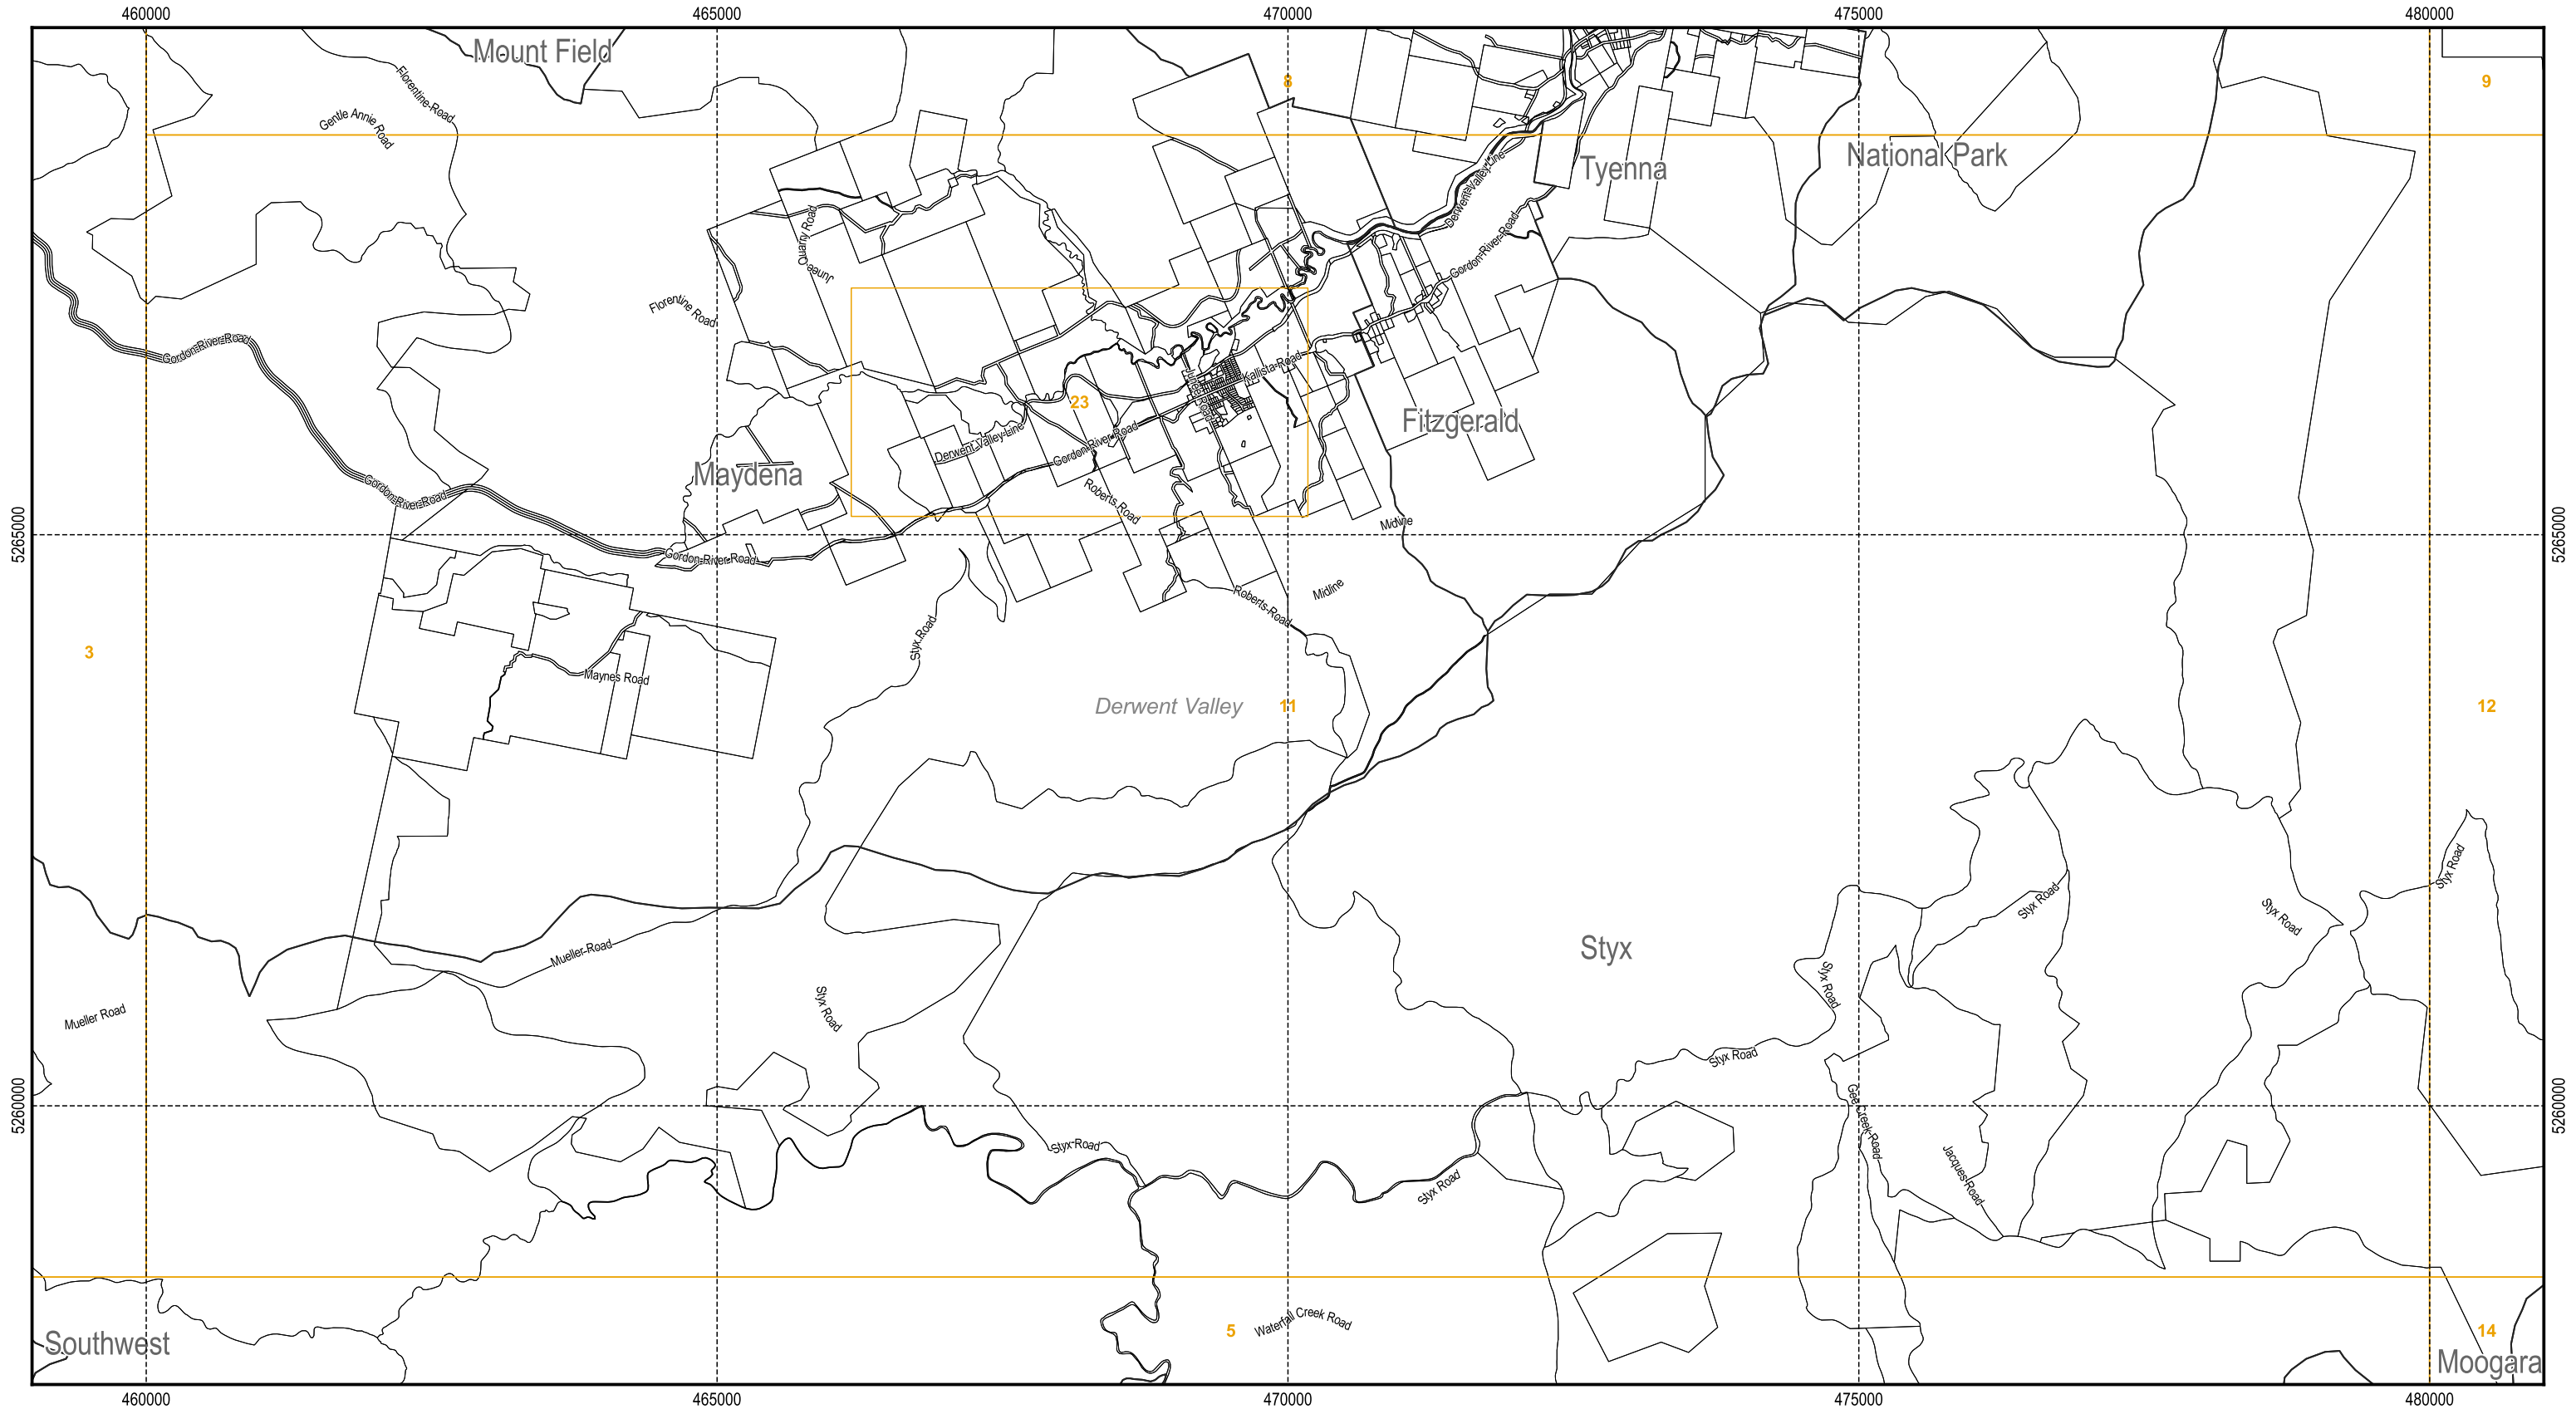 460000 465000 470000 475000 480000
Mount Field
8
9
Florentine Road
Gentle Annie Road
National Park
Tyenna
Derwent Valley Line
Quarry Road
Junee
Gordon River Road
Florentine Road
Gordon River Road
Kallista Road
23
Fitzgerald
Derwent Valley Line
Gordon River Road
Maydena
Gordon River Road
Roberts Road
Midline
5265000
5265000
Gordon River Road
Midline
Roberts Road
Styx Road
3
Maynes Road
Derwent Valley
11
12
Styx Road
Styx Road
Styx Road
Mueller Road
Styx
Styx Road
Styx Road
Mueller Road
Styx Road
5260000
5260000
Gee Creek Road
Styx Road
Jacques Road
Styx Road
Waterfall Creek Road
5
14
Southwest
Moogara
460000 465000 470000 475000 480000